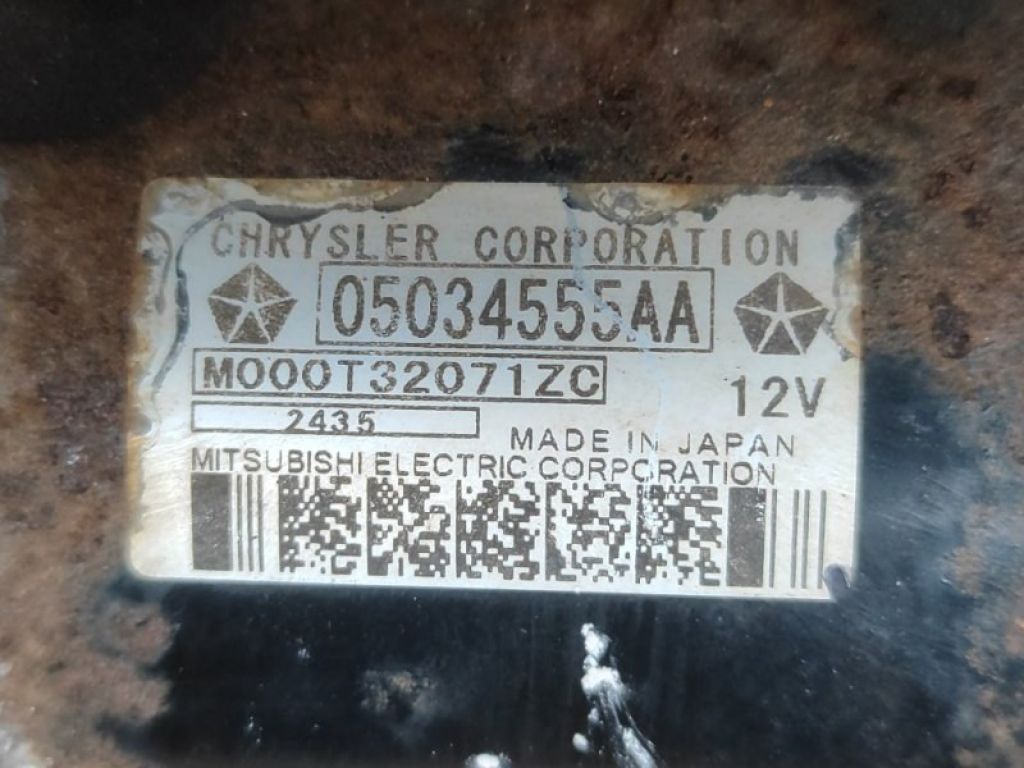 CHRYSLER CORPORATION
05034555AA
M000T32071ZC
12V
2435
MADE IN JAPAN
MITSUBISHI ELECTRIC CORPORATION